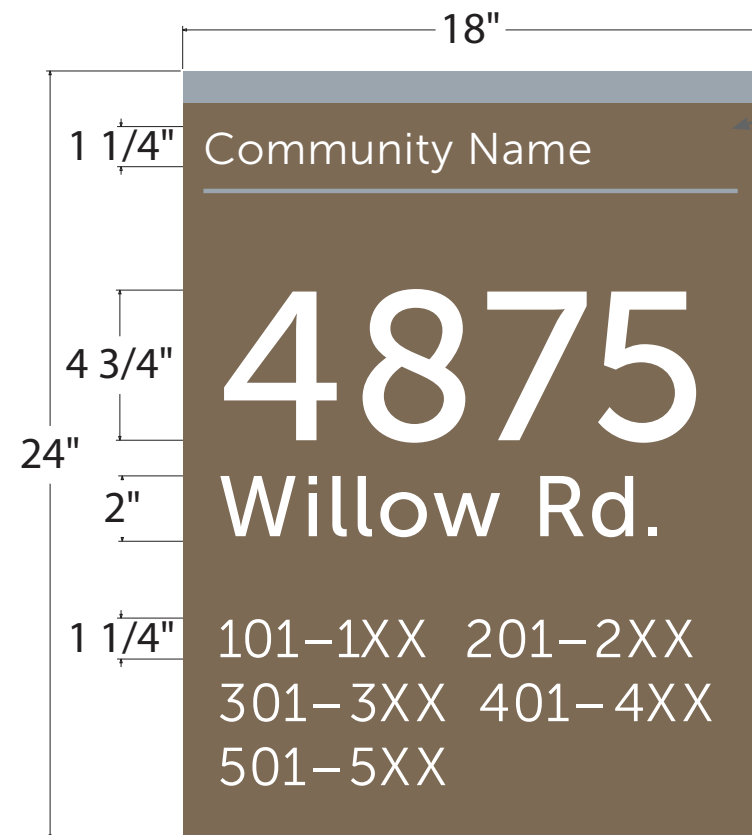 18"
1 1/4"
Community Name
4 3/4"
4875
24"
2"
Willow Rd.
1 1/4"
101–1XX 201–2XX
301–3XX 401–4XX
501–5XX